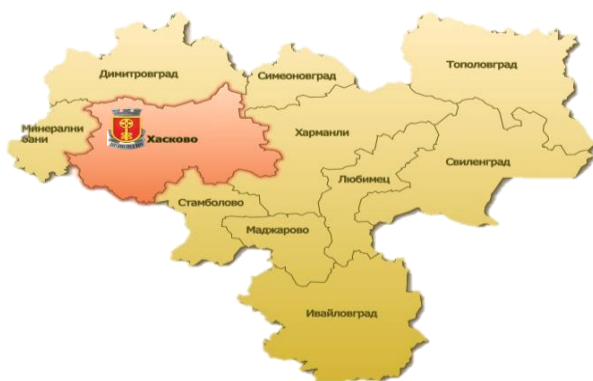 Тополовград
Димитровград
Симеоновград
Минерални
бани
Хасково
Харманли
Свиленград
Любимец
Стамболово
Маджарово
Ивайловград